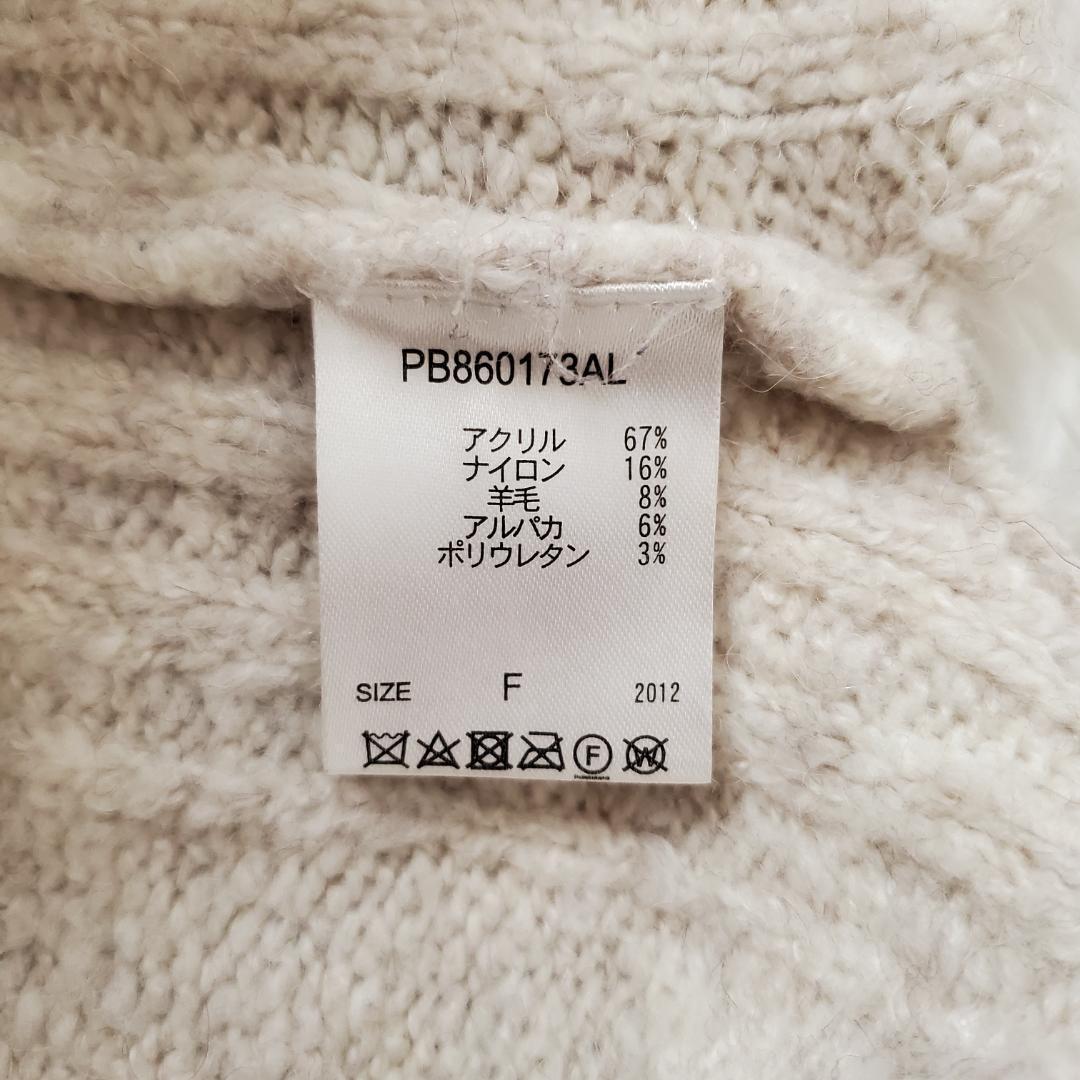 PB860173AL
アクリル 67%
ナイロン 16%
羊毛 8%
アルパカ 6%
ポリウレタン 3%
SIZE F 2012
F W